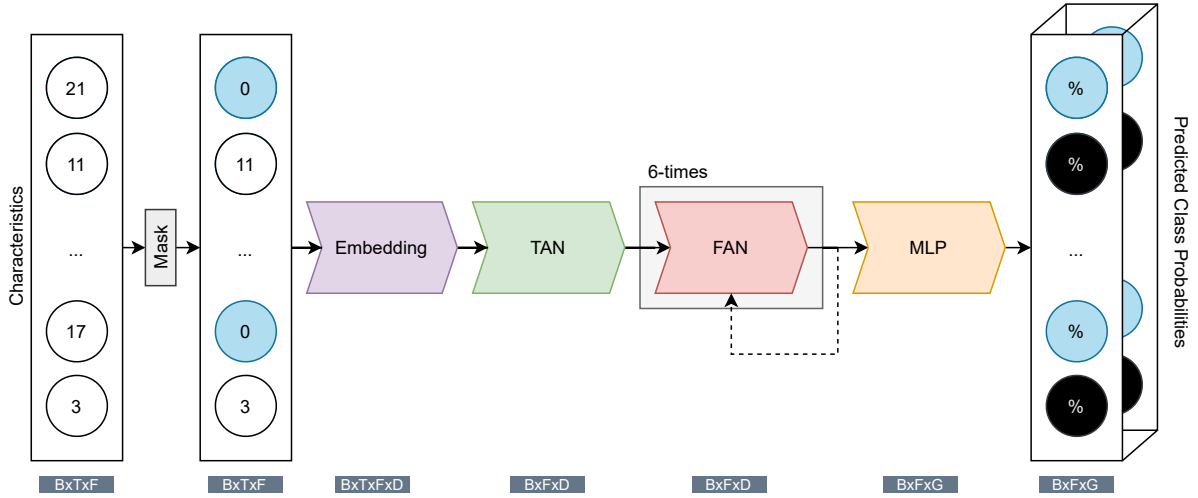 Characteristics
21
11
...
17
3
Mask
0
11
...
0
3
Embedding
TAN
6-times
FAN
MLP
%
%
...
%
%
Predicted Class Probabilities
BxTxF
BxTxF
BxTxFxD
BxFxD
BxFxD
BxFxG
BxFxG